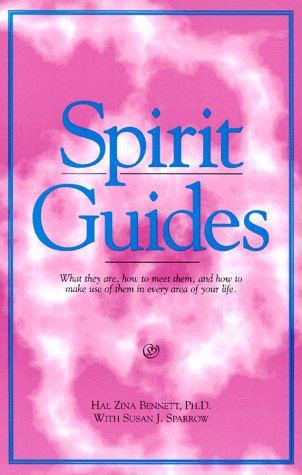 Spirit
Guides
What they are, how to meet them, and how to
make use of them in every area of your life.
Hal Zina Bennett, Ph.D.
With Susan J. Sparrow